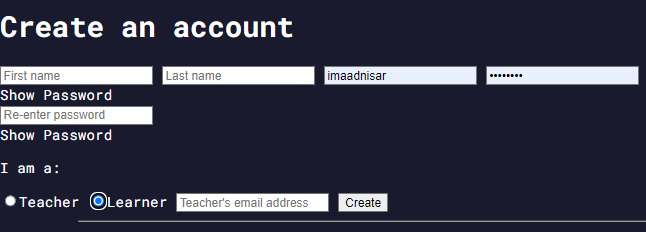 Create an account
First name Last name imaadnisar ••••••••
Show Password
Re-enter password
Show Password
I am a:
Teacher Learner Teacher's email address Create